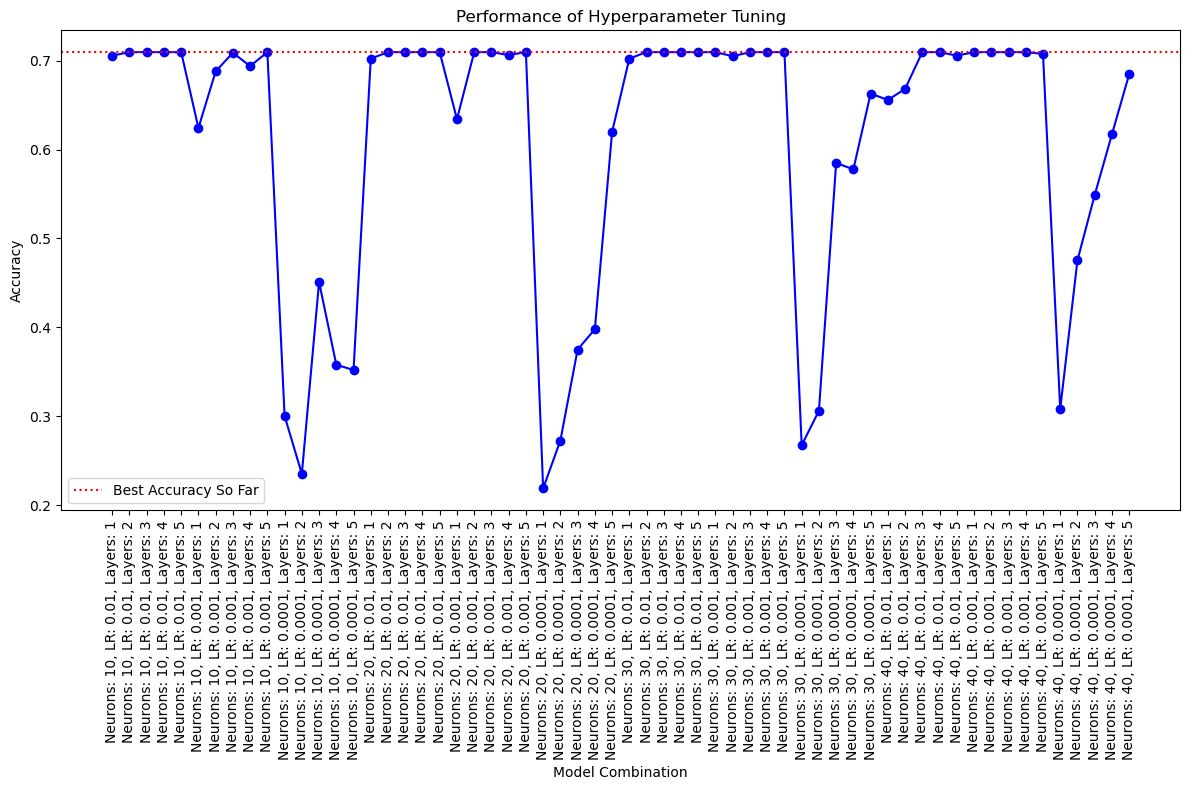 Performance of Hyperparameter Tuning
Accuracy
0.7
0.6
0.5
0.4
0.3
0.2
Best Accuracy So Far
Neurons: 10, LR: 0.01, Layers: 1
Neurons: 10, LR: 0.01, Layers: 2
Neurons: 10, LR: 0.01, Layers: 3
Neurons: 10, LR: 0.01, Layers: 4
Neurons: 10, LR: 0.01, Layers: 5
Neurons: 10, LR: 0.001, Layers: 1
Neurons: 10, LR: 0.001, Layers: 2
Neurons: 10, LR: 0.001, Layers: 3
Neurons: 10, LR: 0.001, Layers: 4
Neurons: 10, LR: 0.001, Layers: 5
Neurons: 10, LR: 0.0001, Layers: 1
Neurons: 10, LR: 0.0001, Layers: 2
Neurons: 10, LR: 0.0001, Layers: 3
Neurons: 10, LR: 0.0001, Layers: 4
Neurons: 10, LR: 0.0001, Layers: 5
Neurons: 20, LR: 0.01, Layers: 1
Neurons: 20, LR: 0.01, Layers: 2
Neurons: 20, LR: 0.01, Layers: 3
Neurons: 20, LR: 0.01, Layers: 4
Neurons: 20, LR: 0.01, Layers: 5
Neurons: 20, LR: 0.001, Layers: 1
Neurons: 20, LR: 0.001, Layers: 2
Neurons: 20, LR: 0.001, Layers: 3
Neurons: 20, LR: 0.001, Layers: 4
Neurons: 20, LR: 0.001, Layers: 5
Neurons: 20, LR: 0.0001, Layers: 1
Neurons: 20, LR: 0.0001, Layers: 2
Neurons: 20, LR: 0.0001, Layers: 3
Neurons: 20, LR: 0.0001, Layers: 4
Neurons: 20, LR: 0.0001, Layers: 5
Neurons: 30, LR: 0.01, Layers: 1
Neurons: 30, LR: 0.01, Layers: 2
Neurons: 30, LR: 0.01, Layers: 3
Neurons: 30, LR: 0.01, Layers: 4
Neurons: 30, LR: 0.01, Layers: 5
Neurons: 30, LR: 0.001, Layers: 1
Neurons: 30, LR: 0.001, Layers: 2
Neurons: 30, LR: 0.001, Layers: 3
Neurons: 30, LR: 0.001, Layers: 4
Neurons: 30, LR: 0.001, Layers: 5
Neurons: 30, LR: 0.0001, Layers: 1
Neurons: 30, LR: 0.0001, Layers: 2
Neurons: 30, LR: 0.0001, Layers: 3
Neurons: 30, LR: 0.0001, Layers: 4
Neurons: 30, LR: 0.0001, Layers: 5
Neurons: 40, LR: 0.01, Layers: 1
Neurons: 40, LR: 0.01, Layers: 2
Neurons: 40, LR: 0.01, Layers: 3
Neurons: 40, LR: 0.01, Layers: 4
Neurons: 40, LR: 0.01, Layers: 5
Neurons: 40, LR: 0.001, Layers: 1
Neurons: 40, LR: 0.001, Layers: 2
Neurons: 40, LR: 0.001, Layers: 3
Neurons: 40, LR: 0.001, Layers: 4
Neurons: 40, LR: 0.001, Layers: 5
Neurons: 40, LR: 0.0001, Layers: 1
Neurons: 40, LR: 0.0001, Layers: 2
Neurons: 40, LR: 0.0001, Layers: 3
Neurons: 40, LR: 0.0001, Layers: 4
Neurons: 40, LR: 0.0001, Layers: 5
Model Combination